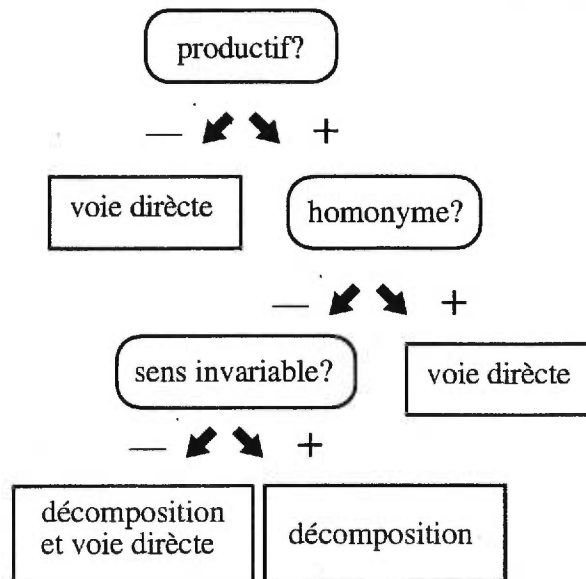 productif?
— +
voie dirècte
homonyme?
— +
sens invariable?
voie dirècte
— +
décomposition
et voie dirècte
décomposition